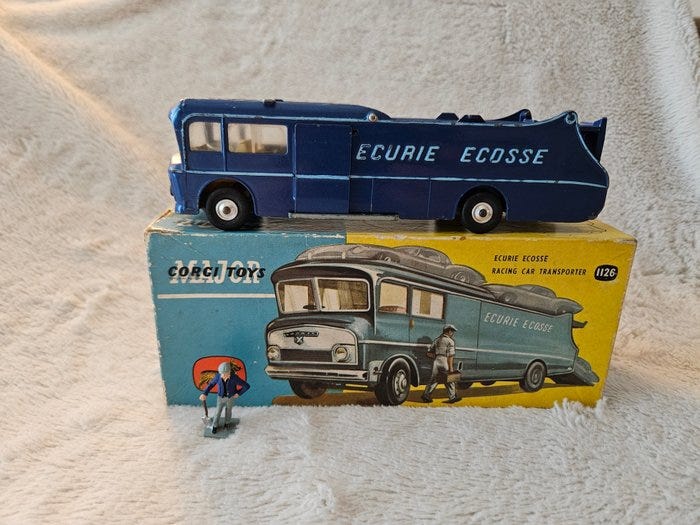 ECURIE ECOSSE
CORGI TOYS
MAJOR
ECURIE ECOSSE
RACING CAR TRANSPORTER
1126
ECURIE ECOSSE